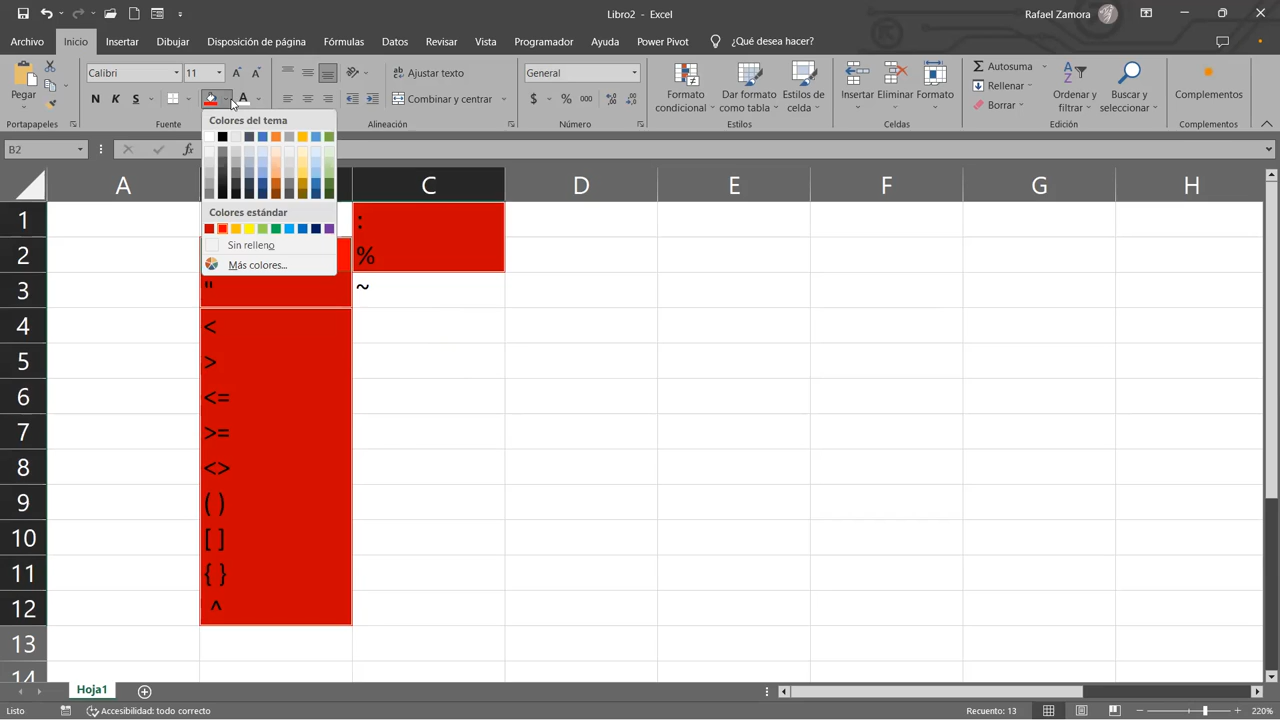 Libro2 - Excel
Rafael Zamora
Archivo Inicio Insertar Dibujar Disposición de página Fórmulas Datos Revisar Vista Programador Ayuda Power Pivot ¿Qué desea hacer?
Pegar
Calibri 11
N K S
A A
A
Ajustar texto
Combinar y centrar
General
$ % 000
Formato condicional
Dar formato como tabla
Estilos de celda
Insertar Eliminar Formato
Autosuma
Rellenar
Borrar
Ordenar y filtrar
Buscar y seleccionar
Complementos
Portapapeles Fuente Alineación Número Estilos Celdas Edición Complementos
B2 fx
Colores del tema
Colores estándar
Sin relleno
Más colores...
A C D E F G H
1 :
2 %
3 " ~
4 <
5 >
6 <=
7 >=
8 <>
9 ( )
10 [ ]
11 { }
12 ^
13
14
Hoja1
Listo Accesibilidad: todo correcto Recuento: 13 220%